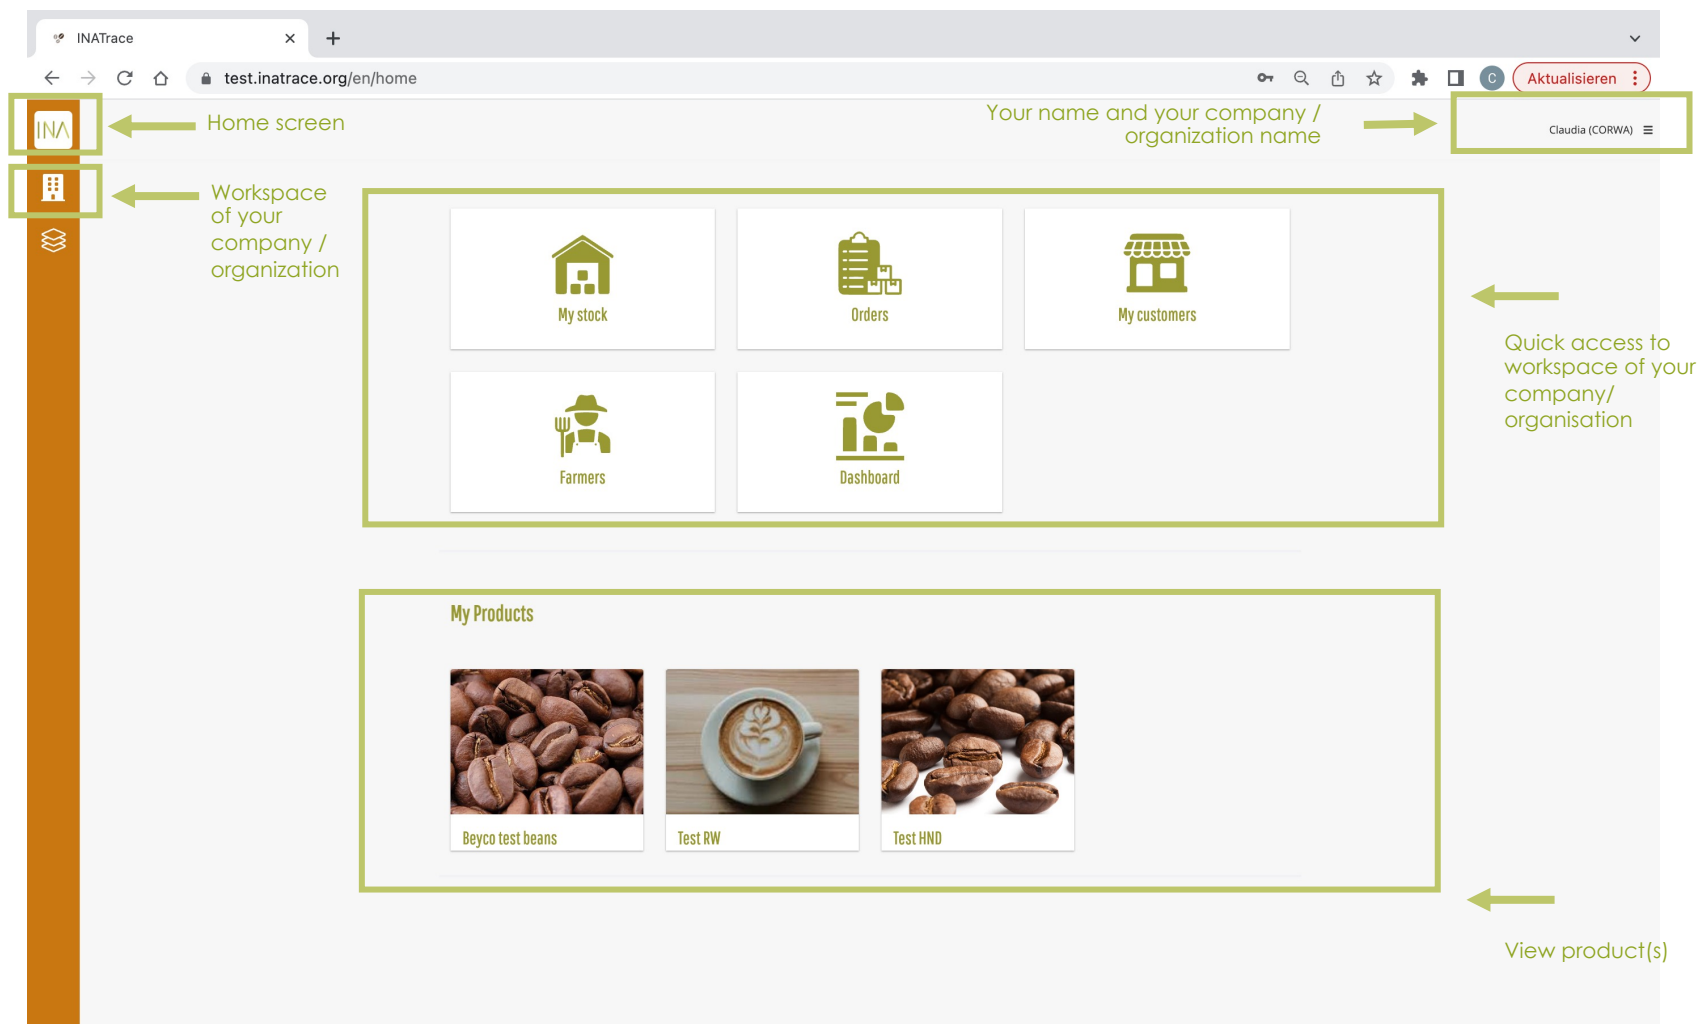 INATrace
test.inatrace.org/en/home
C
Aktualisieren
INA
Home screen
Your name and your company /
organization name
Claudia (CORWA)
Workspace
of your
company /
organization
My stock
Orders
My customers
Quick access to
workspace of your
company/
organisation
Farmers
Dashboard
My Products
Beyco test beans
Test RW
Test HND
View product(s)